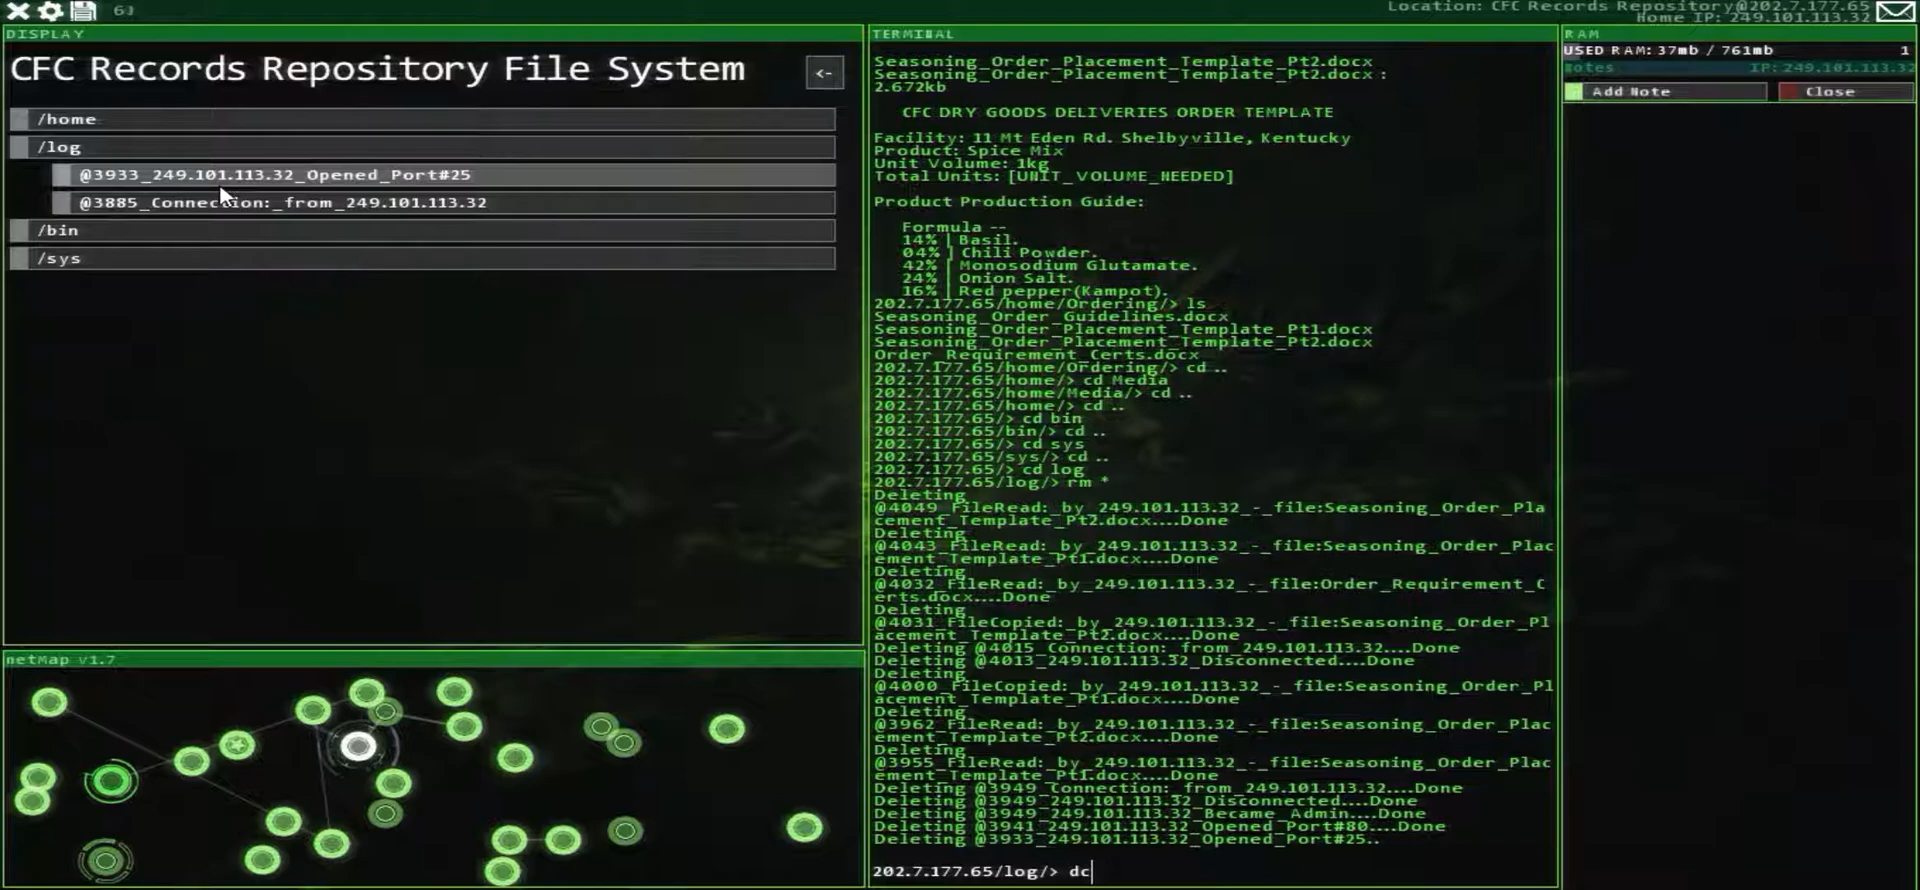 63
Location: CFC Records Repository@202.7.177.65
Home IP: 249.101.113.32
DISPLAY
CFC Records Repository File System
<-
/home
/log
@3933_249.101.113.32_Opened_Port#25
@3885_Connection:_from_249.101.113.32
/bin
/sys
netMap v1.7
TERMINAL
Seasoning_Order_Placement_Template_Pt2.docx
Seasoning_Order_Placement_Template_Pt2.docx :
2.672kb
CFC DRY GOODS DELIVERIES ORDER TEMPLATE
Facility: 11 Mt Eden Rd. Shelbyville, Kentucky
Product: Spice Mix
Unit Volume: 1kg
Total Units: [UNIT_VOLUME_NEEDED]
Product Production Guide:
Formula --
14% | Basil.
04% | Chili Powder.
42% | Monosodium Glutamate.
24% | Onion Salt.
16% | Red pepper(Kampot).
202.7.177.65/home/Ordering/> ls
Seasoning_Order_Guidelines.docx
Seasoning_Order_Placement_Template_Pt1.docx
Seasoning_Order_Placement_Template_Pt2.docx
Order_Requirement_Certs.docx
202.7.177.65/home/Ordering/> cd ..
202.7.177.65/home/> cd Media
202.7.177.65/home/Media/> cd ..
202.7.177.65/home/> cd ..
202.7.177.65/> cd bin
202.7.177.65/bin/> cd ..
202.7.177.65/> cd sys
202.7.177.65/sys/> cd ..
202.7.177.65/> cd log
202.7.177.65/log/> rm *
Deleting
@4049_FileRead:_by_249.101.113.32_-_file:Seasoning_Order_Pla
cement_Template_Pt2.docx....Done
Deleting
@4043_FileRead:_by_249.101.113.32_-_file:Seasoning_Order_Plac
ement_Template_Pt1.docx....Done
Deleting
@4032_FileRead:_by_249.101.113.32_-_file:Order_Requirement_C
erts.docx....Done
Deleting
@4031_FileCopied:_by_249.101.113.32_-_file:Seasoning_Order_Pl
acement_Template_Pt2.docx....Done
Deleting @4015_Connection:_from_249.101.113.32....Done
Deleting @4013_249.101.113.32_Disconnected....Done
Deleting
@4000_FileCopied:_by_249.101.113.32_-_file:Seasoning_Order_Pl
acement_Template_Pt1.docx....Done
Deleting
@3962_FileRead:_by_249.101.113.32_-_file:Seasoning_Order_Plac
ement_Template_Pt2.docx....Done
Deleting
@3955_FileRead:_by_249.101.113.32_-_file:Seasoning_Order_Plac
ement_Template_Pt1.docx....Done
Deleting @3949_Connection:_from_249.101.113.32....Done
Deleting @3949_249.101.113.32_Disconnected....Done
Deleting @3949_249.101.113.32_Became_Admin....Done
Deleting @3941_249.101.113.32_Opened_Port#80....Done
Deleting @3933_249.101.113.32_Opened_Port#25..
202.7.177.65/log/> dc
RAM
USED RAM: 37mb / 761mb 1
Notes IP: 249.101.113.32
Add Note
Close